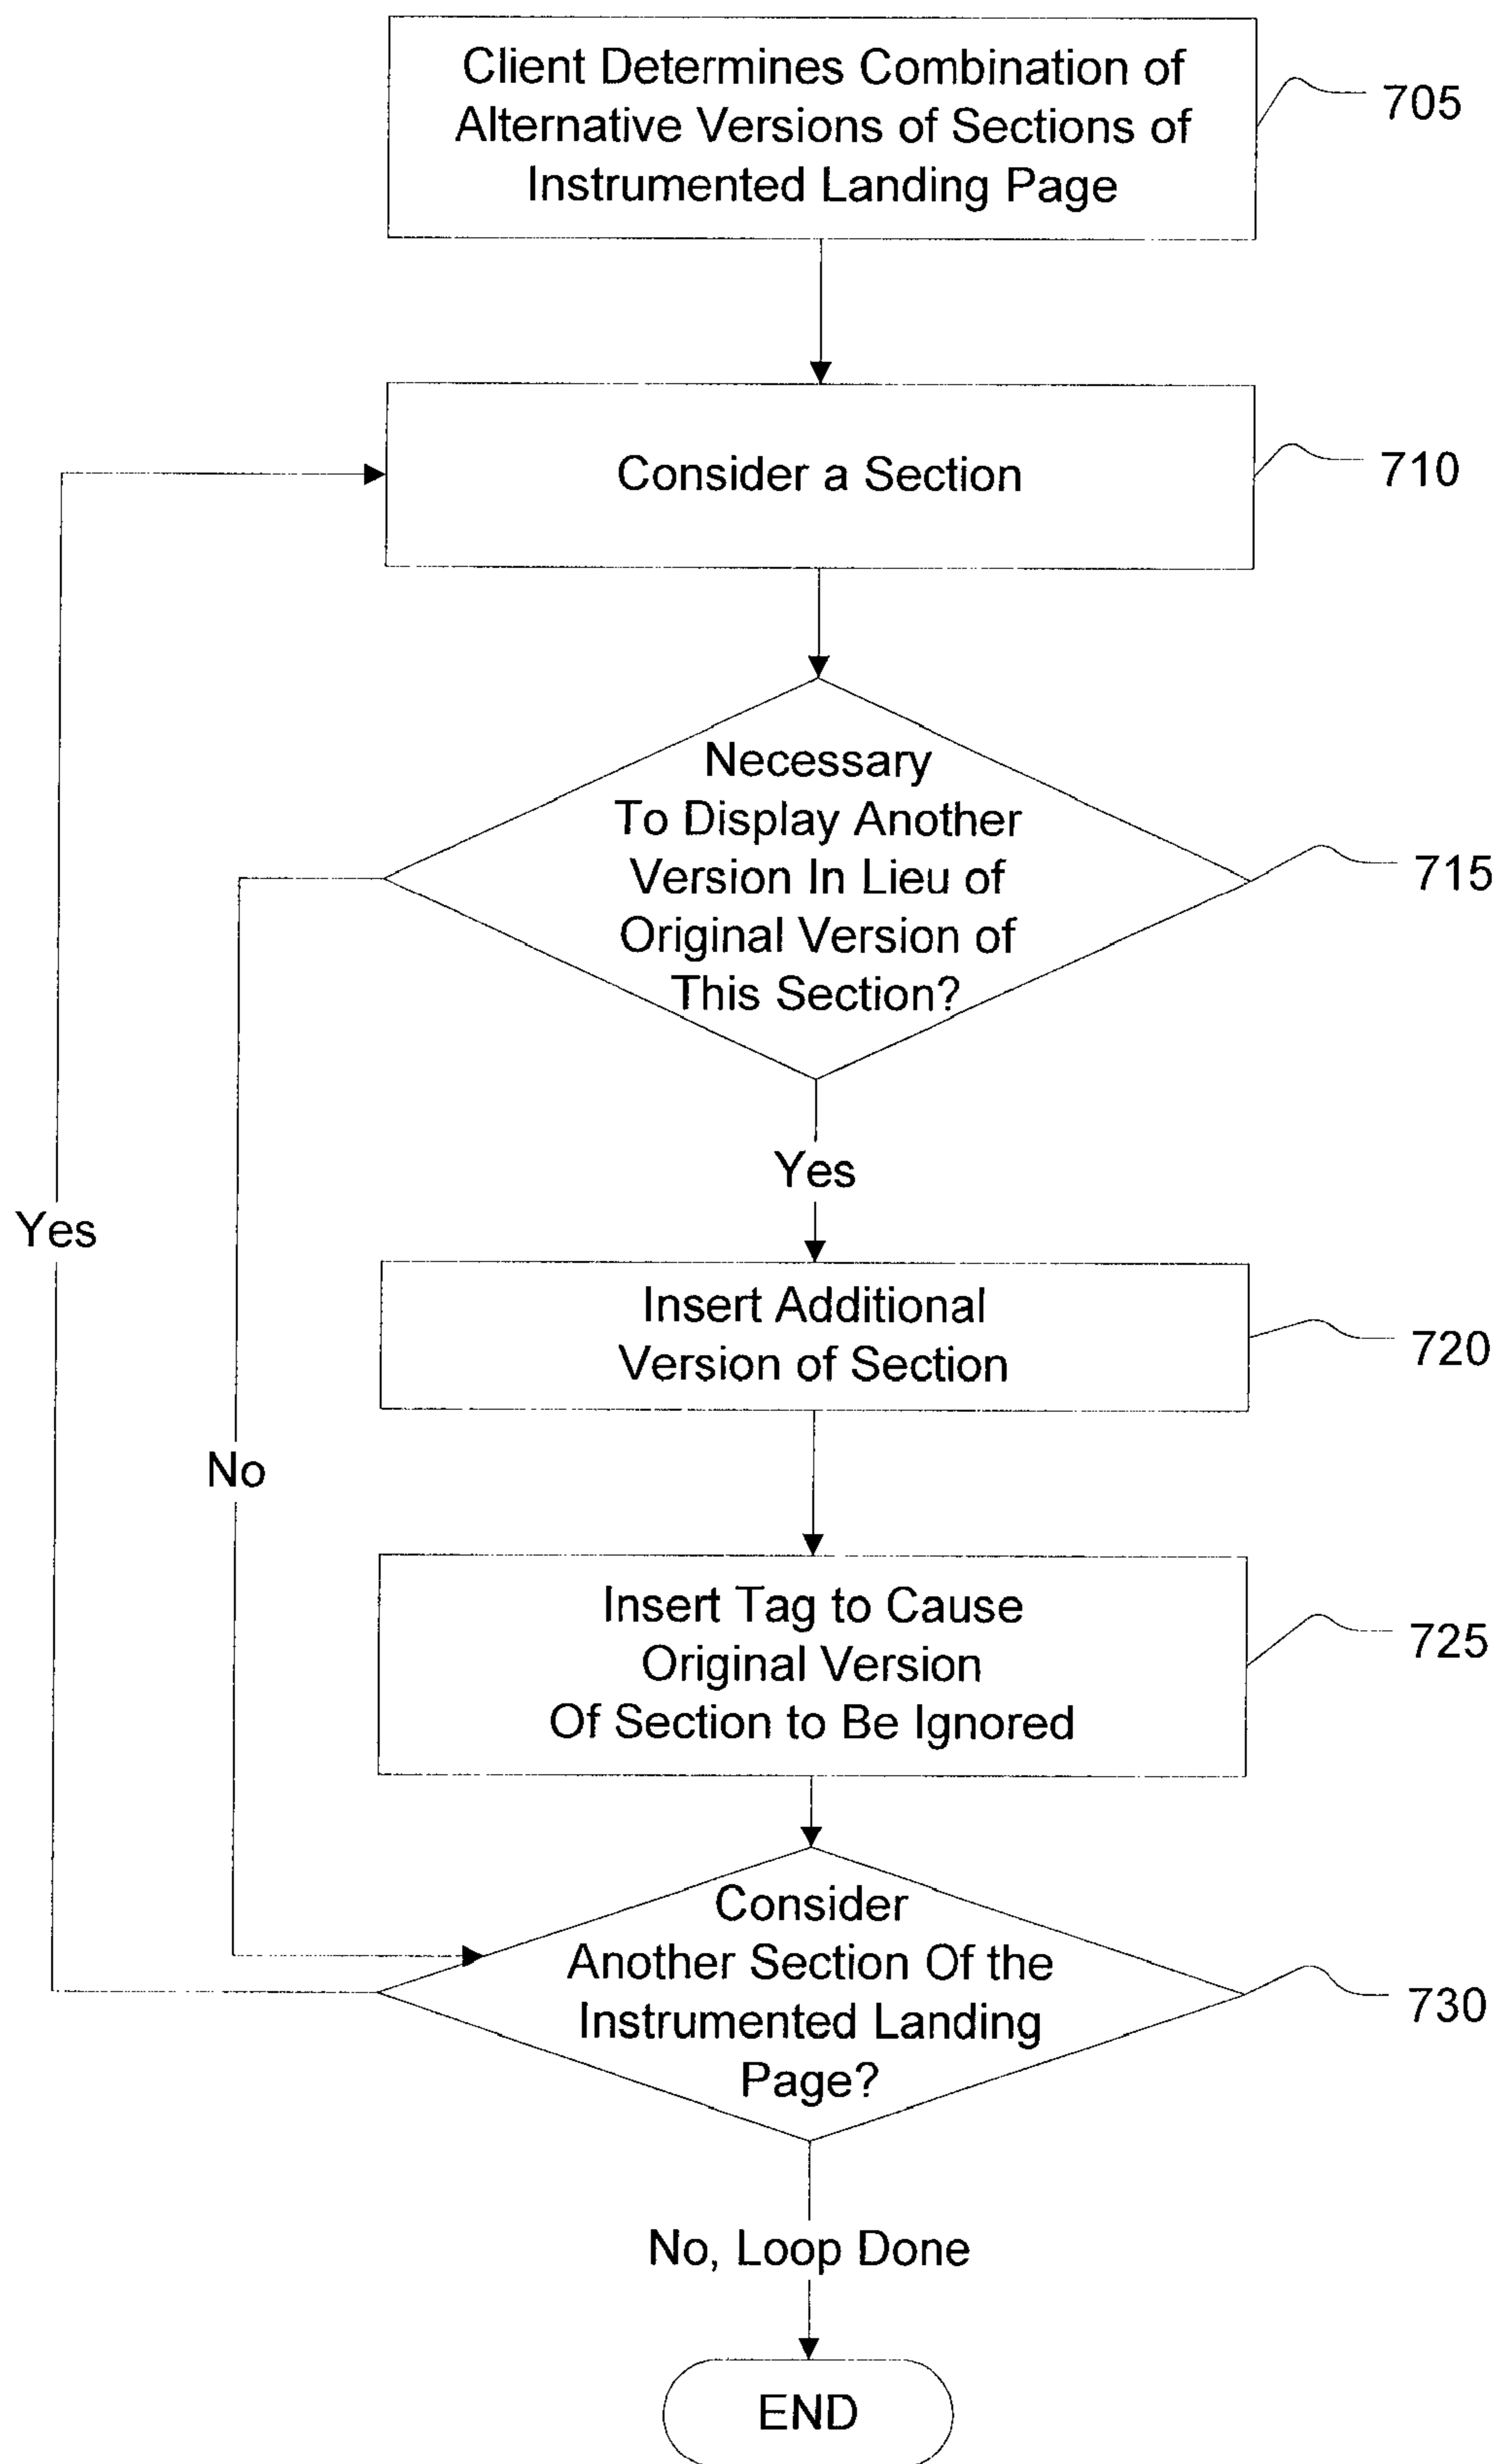 Client Determines Combination of
Alternative Versions of Sections of
Instrumented Landing Page
705
Consider a Section
710
Necessary
To Display Another
Version In Lieu of
Original Version of
This Section?
715
Yes
Yes
Insert Additional
Version of Section
720
No
Insert Tag to Cause
Original Version
Of Section to Be Ignored
725
Consider
Another Section Of the
Instrumented Landing
Page?
730
No, Loop Done
END